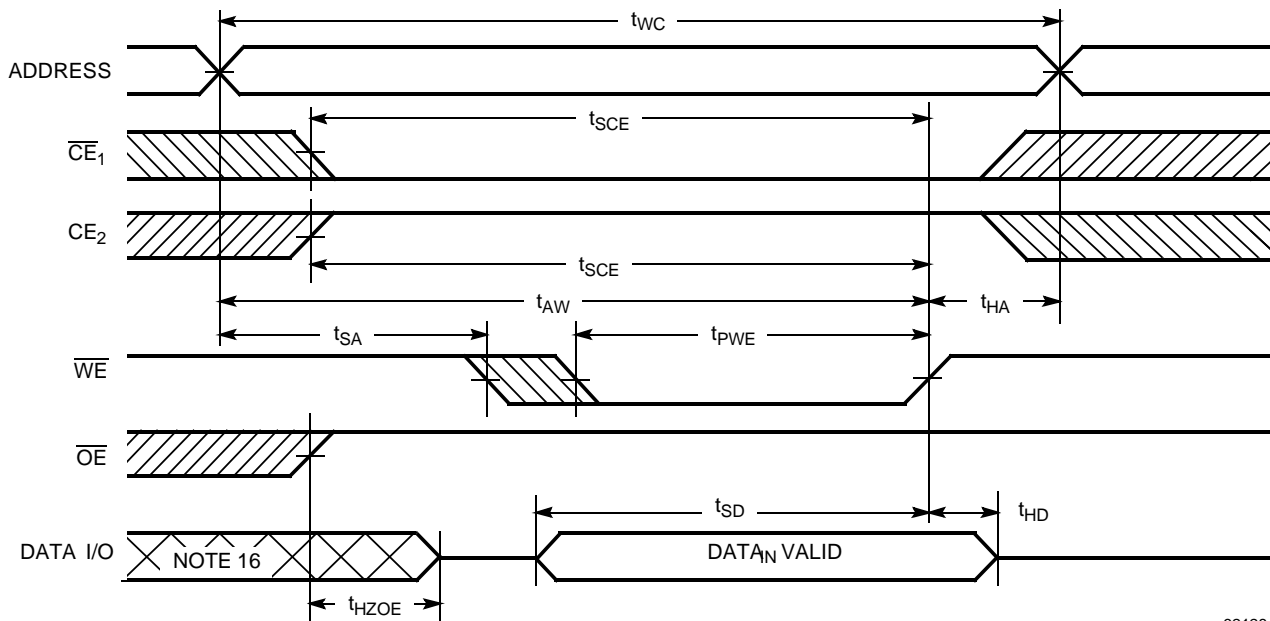 tWC
ADDRESS
tSCE
CE1
CE2
tSCE
tAW
tHA
tSA
tPWE
WE
OE
tSD
tHD
DATA I/O
NOTE 16
DATAIN VALID
tHZOE